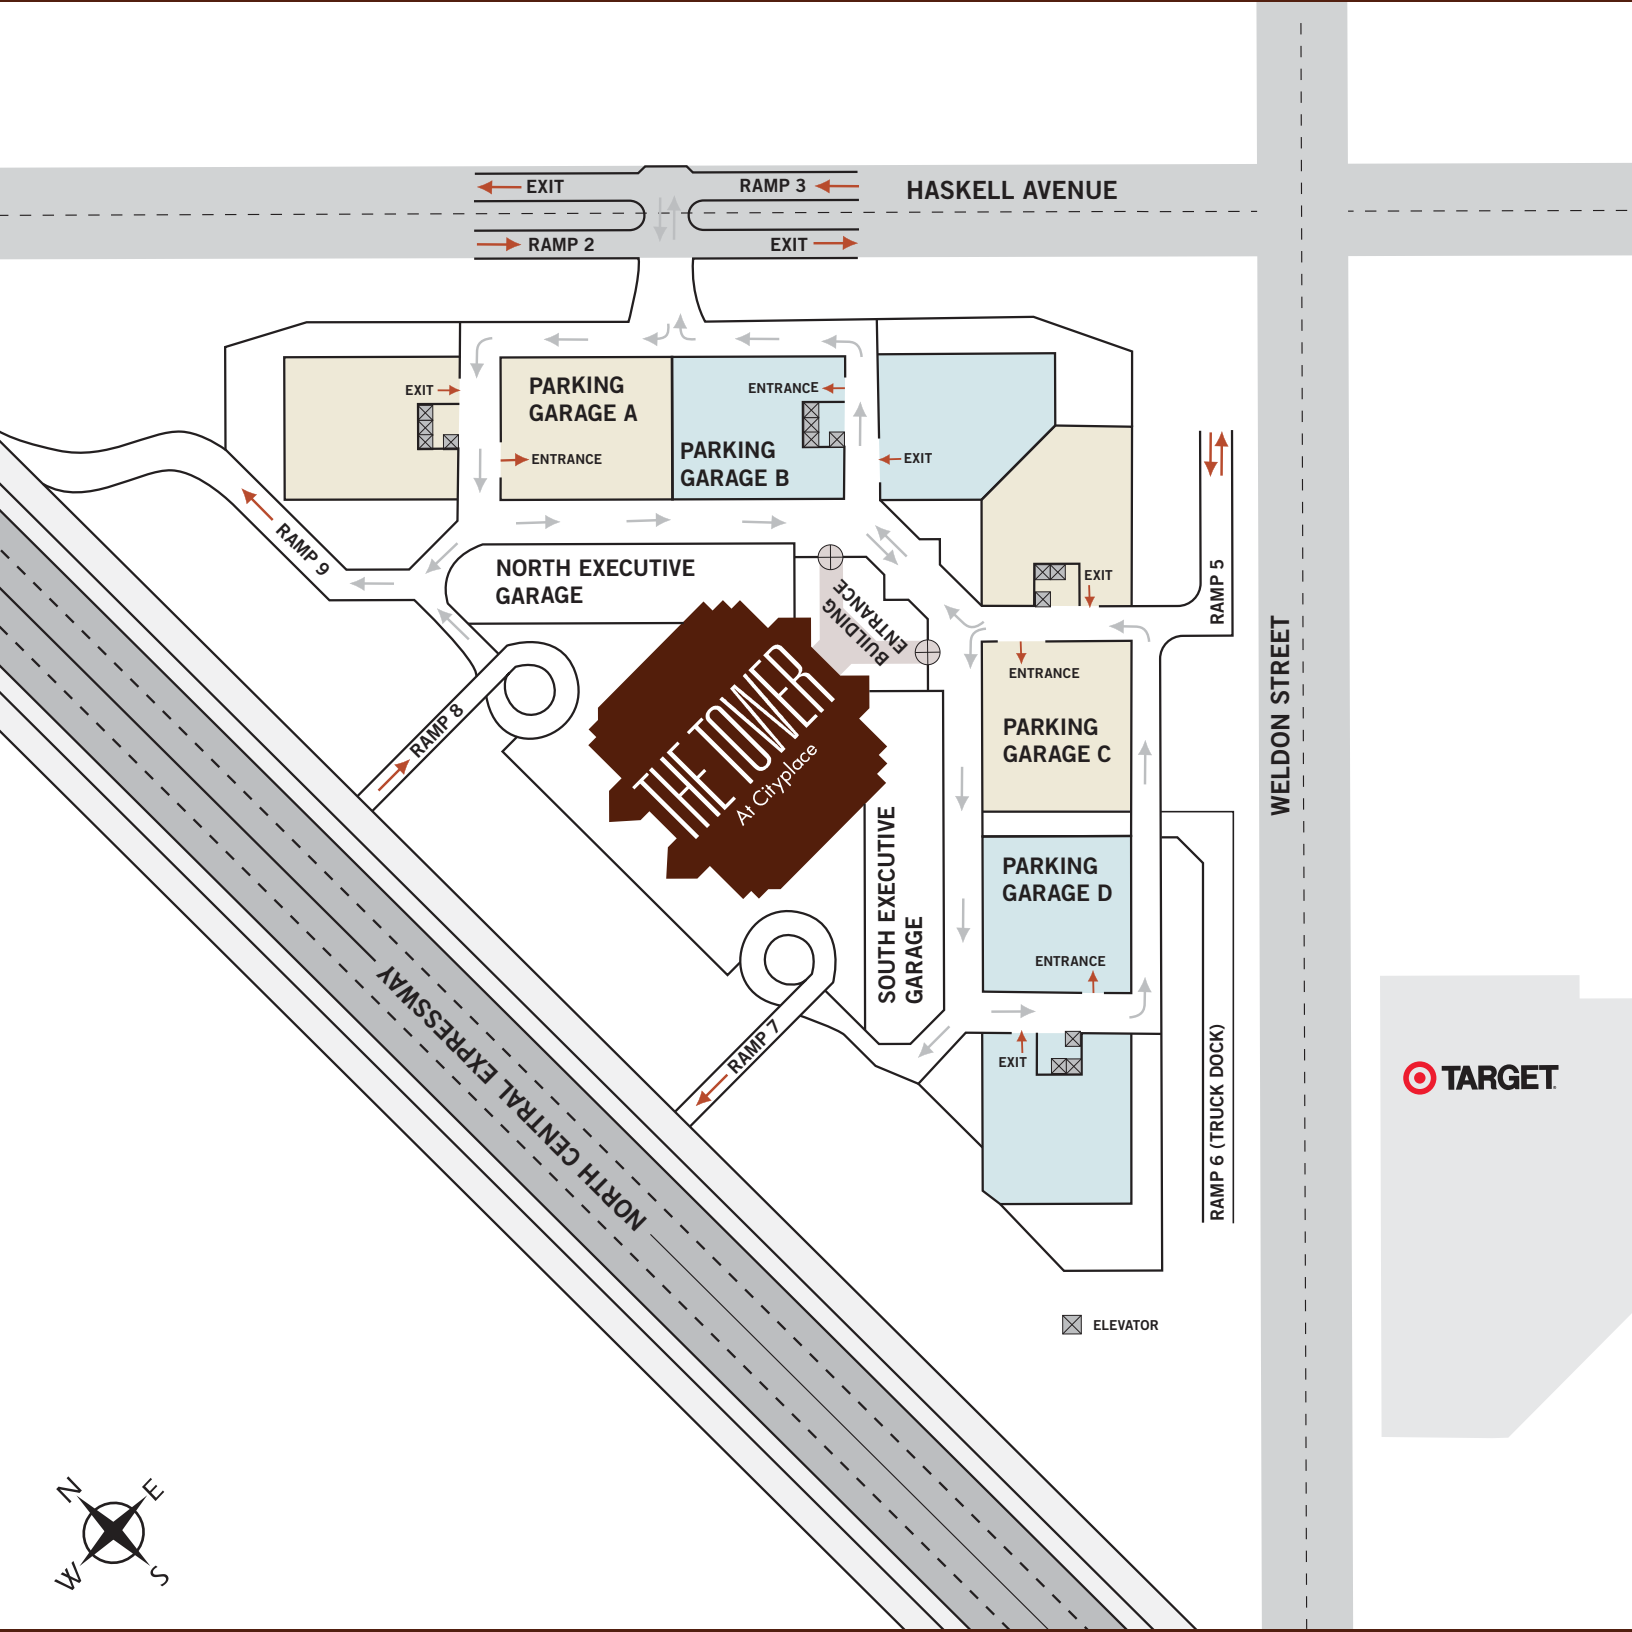 EXIT
RAMP 3
HASKELL AVENUE
RAMP 2
EXIT
EXIT
PARKING
GARAGE A
ENTRANCE
ENTRANCE
PARKING
GARAGE B
EXIT
RAMP 9
NORTH EXECUTIVE
GARAGE
BUILDING
ENTRANCE
EXIT
RAMP 5
ENTRANCE
PARKING
GARAGE C
WELDON STREET
RAMP 8
THE TOWER
At Cityplace
SOUTH EXECUTIVE
GARAGE
PARKING
GARAGE D
ENTRANCE
EXIT
RAMP 7
NORTH CENTRAL EXPRESSWAY
RAMP 6 (TRUCK DOCK)
TARGET
ELEVATOR
N
E
W
S